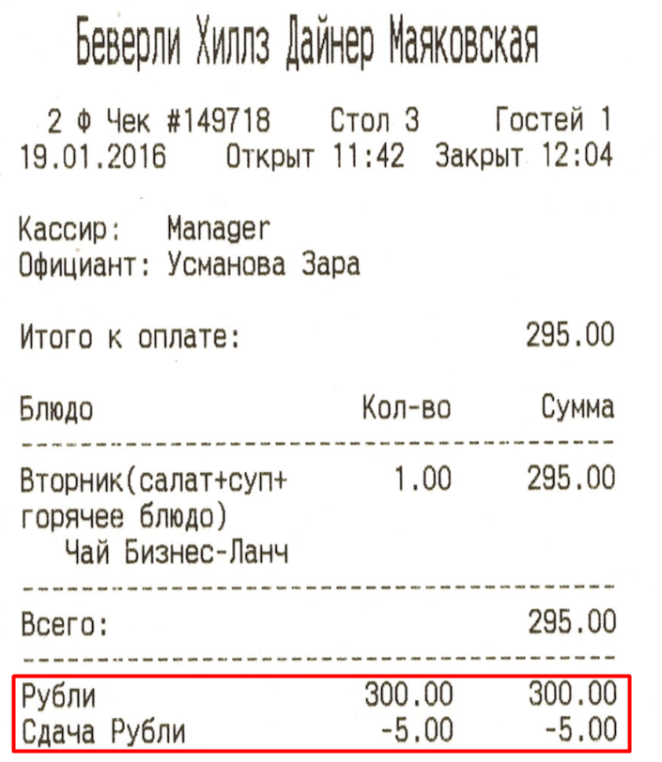 Беверли Хиллз Дайнер Маяковская
2 Ф Чек #149718 Стол 3 Гостей 1
19.01.2016 Открыт 11:42 Закрыт 12:04
Кассир: Manager
Официант: Усманова Зара
Итого к оплате: 295.00
Блюдо Кол-во Сумма
Вторник(салат+суп+ 1.00 295.00
горячее блюдо)
Чай Бизнес-Ланч
Всего: 295.00
Рубли 300.00 300.00
Сдача Рубли -5.00 -5.00